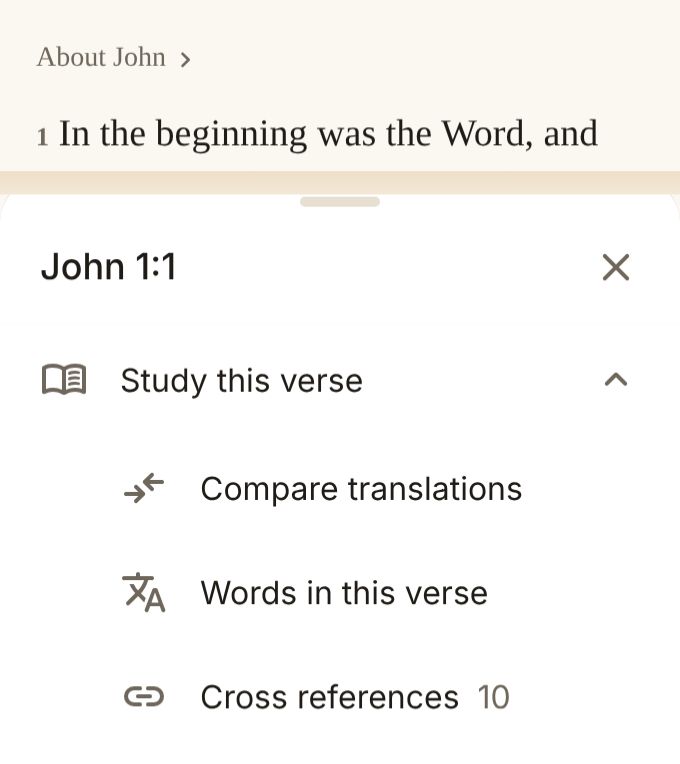 About John
1 In the beginning was the Word, and
John 1:1
Study this verse
Compare translations
Words in this verse
Cross references 10